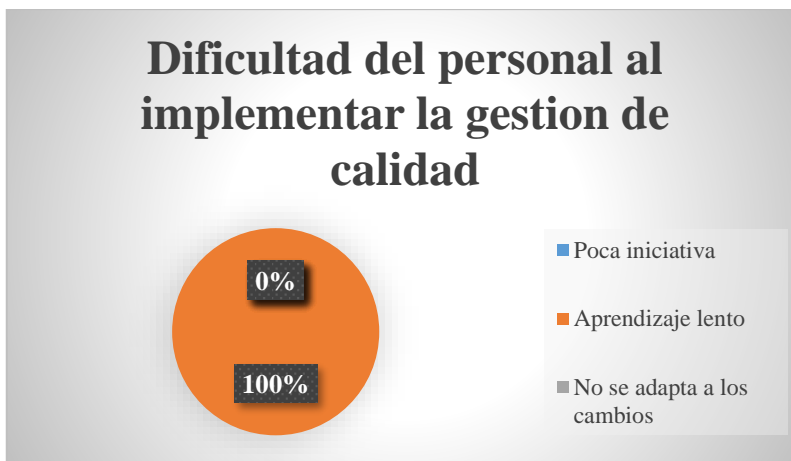 Dificultad del personal al
implementar la gestion de
calidad
0%
100%
Poca iniciativa
Aprendizaje lento
No se adapta a los
cambios